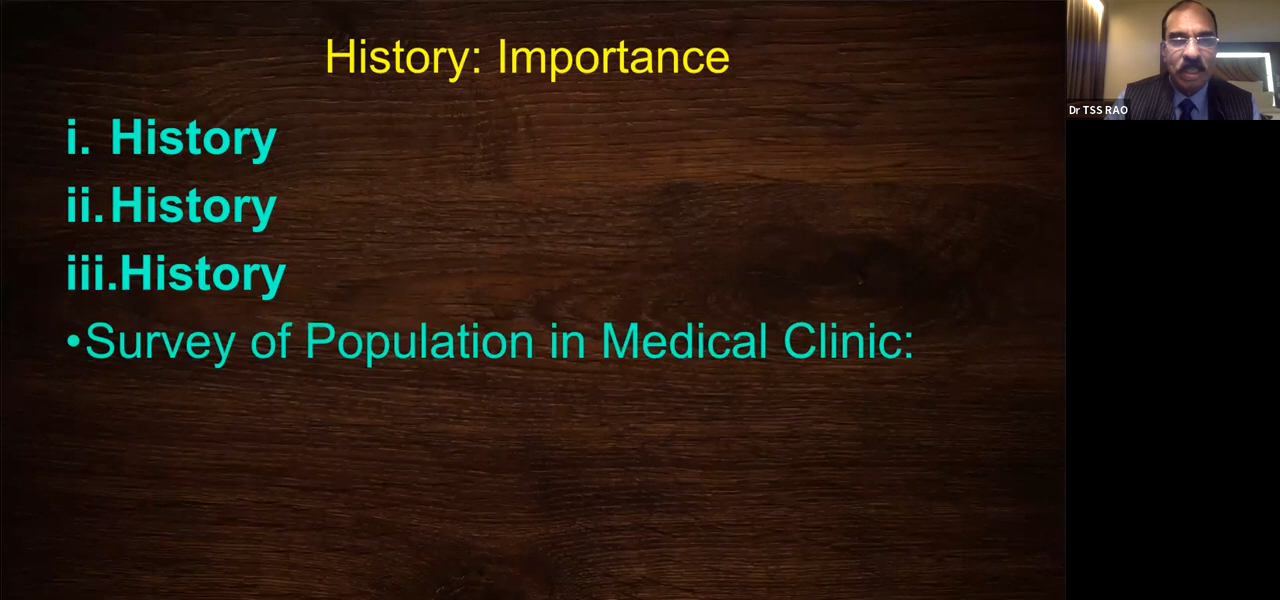 History: Importance
i. History
ii.History
iii.History
•Survey of Population in Medical Clinic:
Dr TSS RAO